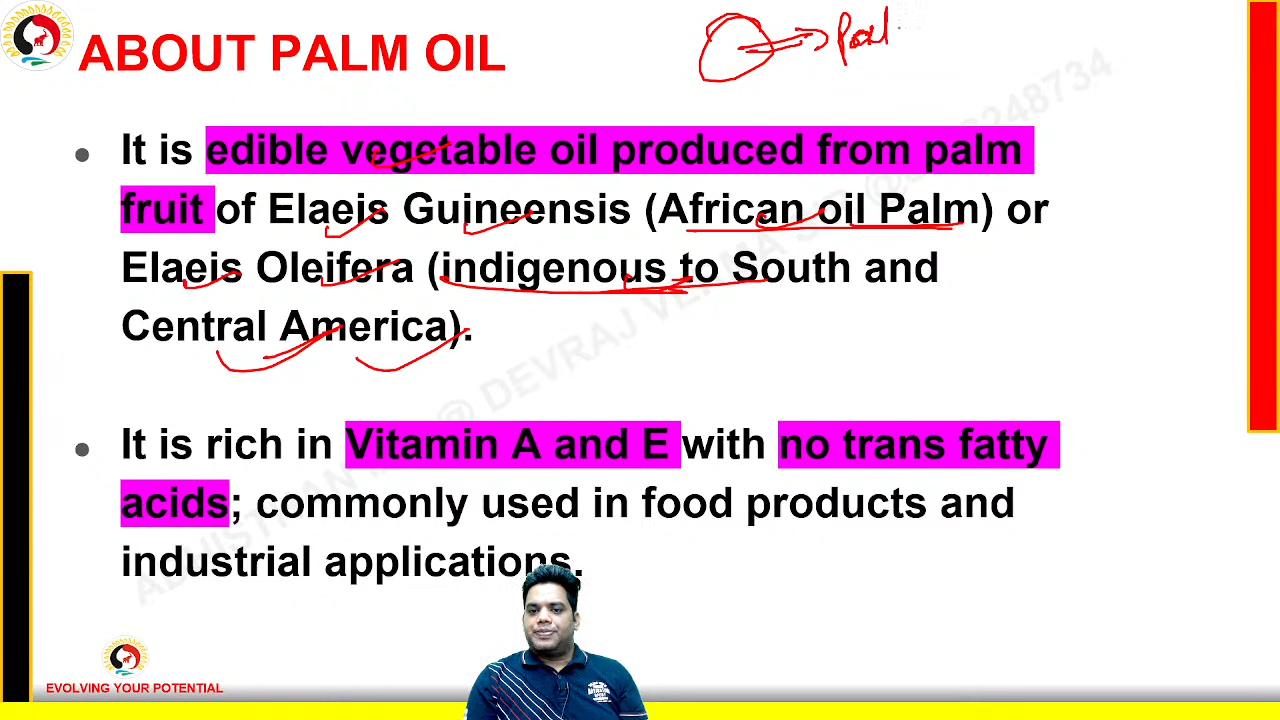 ABOUT PALM OIL
• It is edible vegetable oil produced from palm
fruit of Elaeis Guineensis (African oil Palm) or
Elaeis Oleifera (indigenous to South and
Central America).
• It is rich in Vitamin A and E with no trans fatty
acids; commonly used in food products and
industrial applications.
EVOLVING YOUR POTENTIAL